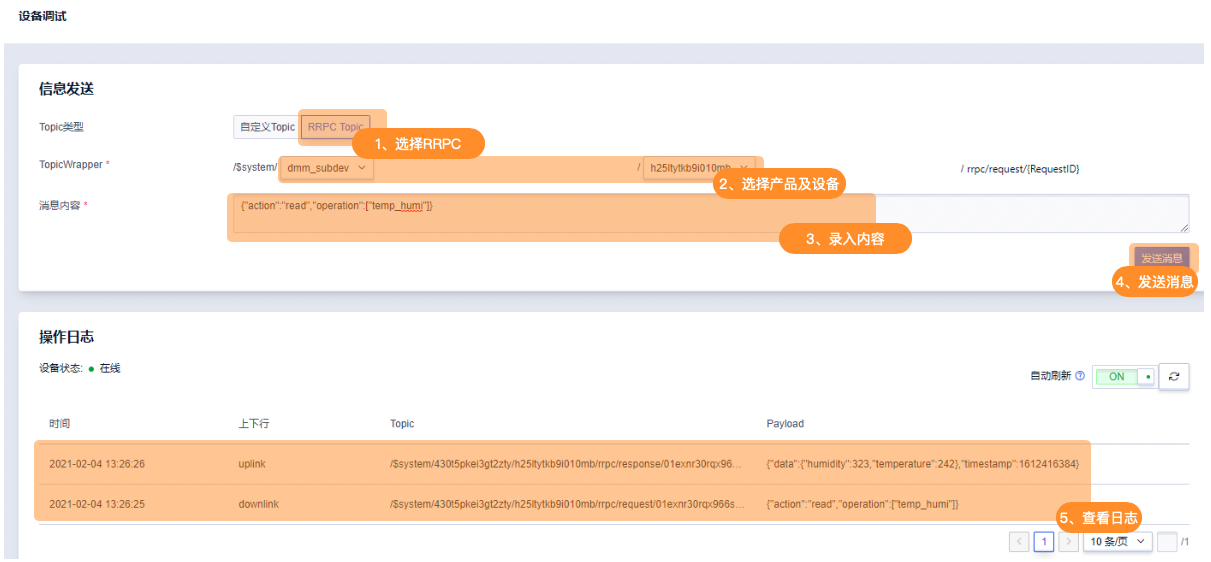 设备调试
信息发送
Topic类型 自定义Topic RRPC Topic
1、选择RRPC
TopicWrapper * /$system/ dmm_subdev / h25ltytkb9i010mb / rrpc/request/{RequestID}
2、选择产品及设备
消息内容 * {"action":"read","operation":["temp_humi"]}
3、录入内容
发送消息
4、发送消息
操作日志
设备状态: 在线
自动刷新 ON
时间 上下行 Topic Payload
2021-02-04 13:26:26 uplink /$system/430t5pkei3gt2zty/h25ltytkb9i010mb/rrpc/response/01exnr30rqx96... {"data":{"humidity":323,"temperature":242},"timestamp":1612416384}
2021-02-04 13:26:25 downlink /$system/430t5pkei3gt2zty/h25ltytkb9i010mb/rrpc/request/01exnr30rqx966s... {"action":"read","operation":["temp_humi"]}
5、查看日志
< 1 > 10 条/页 /1